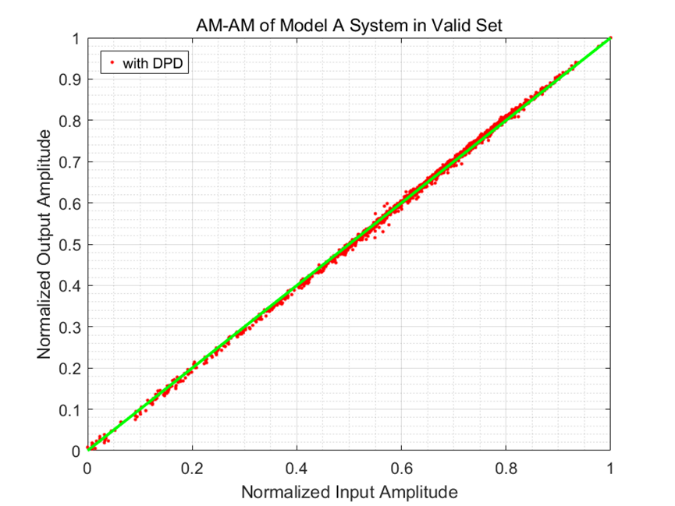 AM-AM of Model A System in Valid Set
with DPD
1
0.9
0.8
0.7
0.6
0.5
0.4
0.3
0.2
0.1
0
Normalized Output Amplitude
0 0.2 0.4 0.6 0.8 1
Normalized Input Amplitude